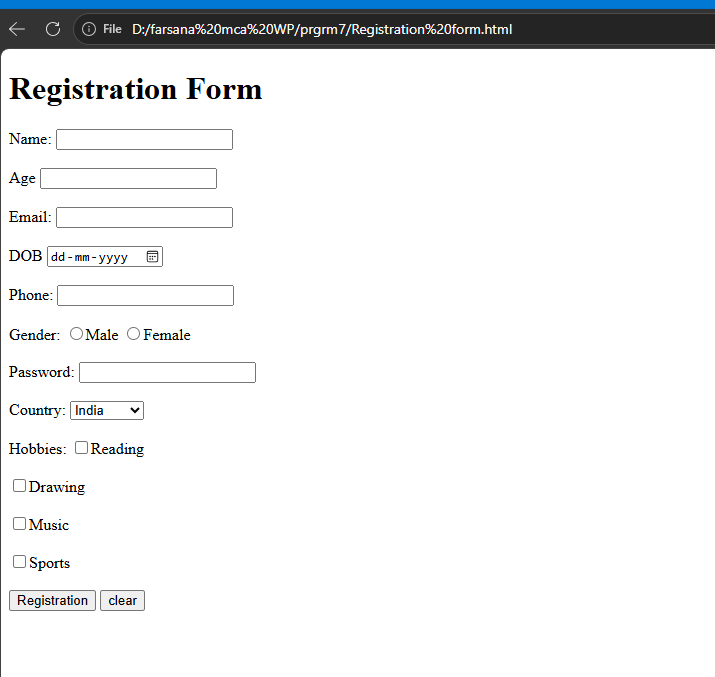 File D:/farsana%20mca%20WP/prgrm7/Registration%20form.html
Registration Form
Name:
Age
Email:
DOB dd-mm-yyyy
Phone:
Gender: Male Female
Password:
Country: India
Hobbies: Reading
Drawing
Music
Sports
Registration clear